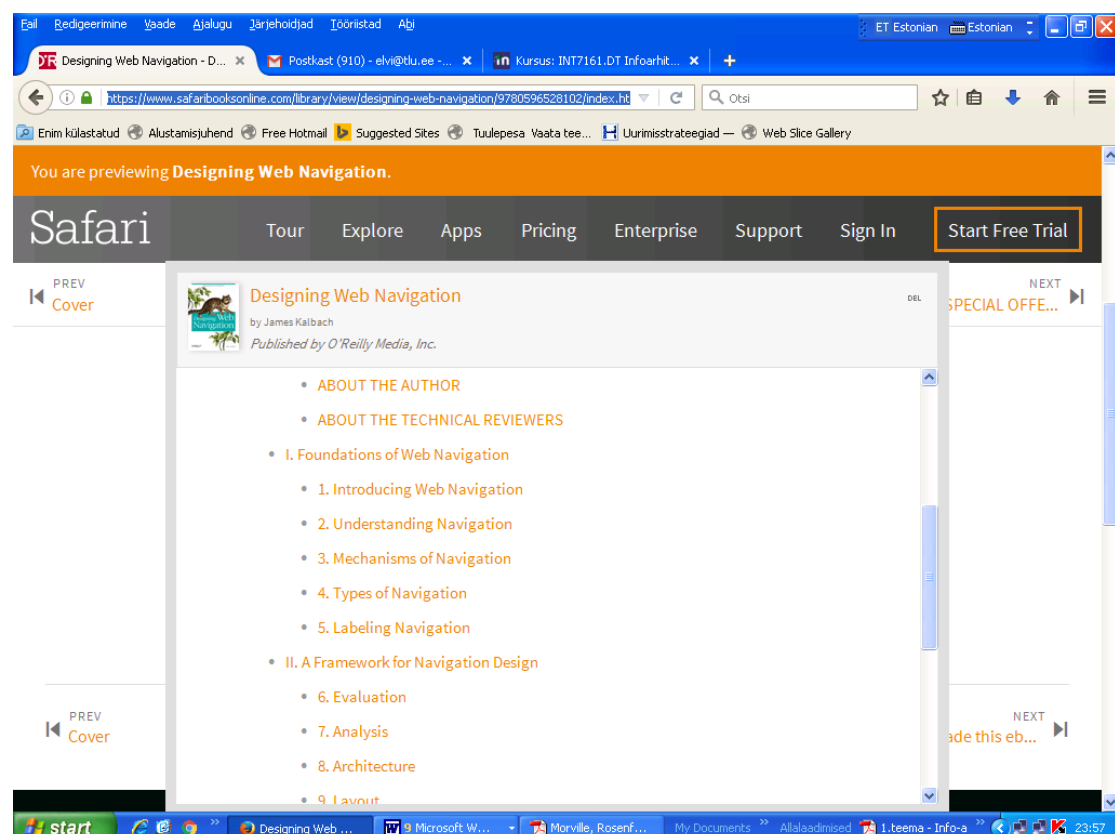 Fail Redigeerimine Vaade Ajalugu Järjehoidjad Tööriistad Abi ET Estonian Estonian
Designing Web Navigation - D... Postkast (910) - elvi@tlu.ee -... Kursus: INT7161.DT Infoarhit...
https://www.safaribooksonline.com/library/view/designing-web-navigation/9780596528102/index.ht Otsi
Enim külastatud Alustamisjuhend Free Hotmail Suggested Sites Tuulepesa Vaata tee... Uurimisstrateegiad — Web Slice Gallery
You are previewing Designing Web Navigation.
Safari Tour Explore Apps Pricing Enterprise Support Sign In Start Free Trial
PREV
Cover
NEXT
SPECIAL OFFE...
Designing Web Navigation
DEL
by James Kalbach
Published by O'Reilly Media, Inc.
• ABOUT THE AUTHOR
• ABOUT THE TECHNICAL REVIEWERS
• I. Foundations of Web Navigation
• 1. Introducing Web Navigation
• 2. Understanding Navigation
• 3. Mechanisms of Navigation
• 4. Types of Navigation
• 5. Labeling Navigation
• II. A Framework for Navigation Design
• 6. Evaluation
• 7. Analysis
• 8. Architecture
• 9. Layout
PREV
Cover
NEXT
ade this eb...
start Designing Web ... 9 Microsoft W... Morville, Rosenf... My Documents Allalaadimised 1.teema - Info-a 23:57